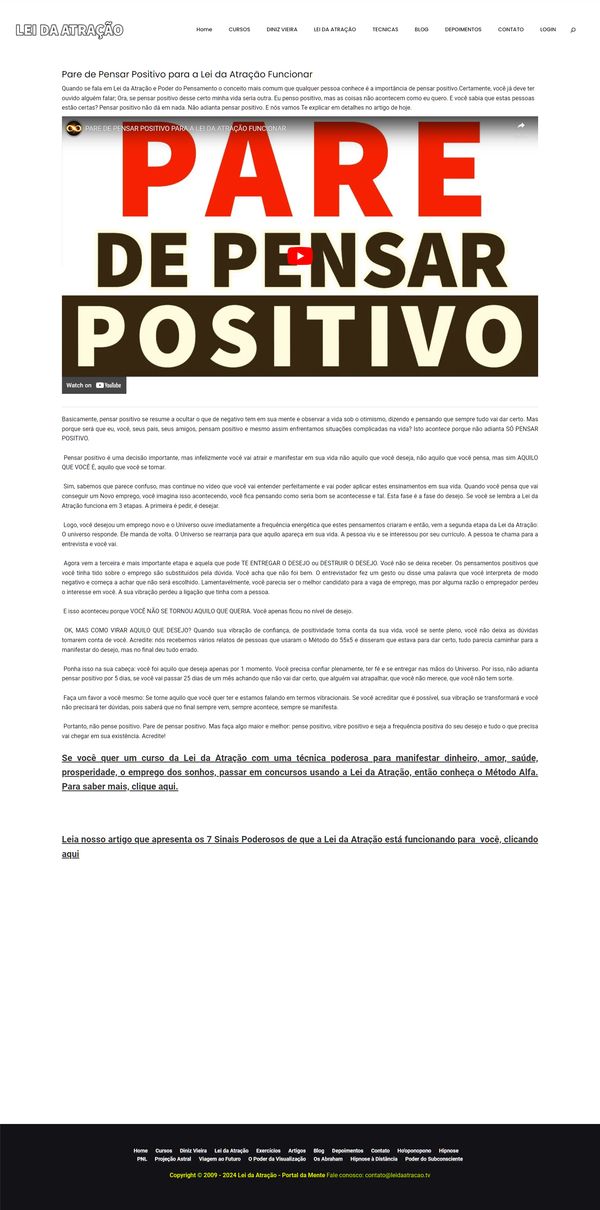 LEI DA ATRAÇÃO
Home CURSOS DINIZ VIEIRA LEI DA ATRAÇÃO TECNICAS BLOG DEPOIMENTOS CONTATO LOGIN
Pare de Pensar Positivo para a Lei da Atração Funcionar
Quando se fala em Lei da Atração e Poder do Pensamento o conceito mais comum que qualquer pessoa conhece é a importância de pensar positivo.Certamente, você já deve ter
ouvido alguém falar; Ora, se pensar positivo desse certo minha vida seria outra. Eu penso positivo, mas as coisas não acontecem como eu quero. E você sabia que estas pessoas
estão certas? Pensar positivo não dá em nada. Não adianta pensar positivo. E nós vamos Te explicar em detalhes no artigo de hoje.
PARE DE PENSAR POSITIVO PARA A LEI DA ATRAÇÃO FUNCIONAR
PARE
DE PENSAR
POSITIVO
Watch on YouTube
Basicamente, pensar positivo se resume a ocultar o que de negativo tem em sua mente e observar a vida sob o otimismo, dizendo e pensando que sempre tudo vai dar certo. Mas
porque será que eu, você, seus pais, seus amigos, pensam positivo e mesmo assim enfrentamos situações complicadas na vida? Isto acontece porque não adianta SÓ PENSAR
POSITIVO.
Pensar positivo é uma decisão importante, mas infelizmente você vai atrair e manifestar em sua vida não aquilo que você deseja, não aquilo que você pensa, mas sim AQUILO
QUE VOCÊ É, aquilo que você se tornar.
Sim, sabemos que parece confuso, mas continue no vídeo que você vai entender perfeitamente e vai poder aplicar estes ensinamentos em sua vida. Quando você pensa que vai
conseguir um Novo emprego, você imagina isso acontecendo, você fica pensando como seria bom se acontecesse e tal. Esta fase é a fase do desejo. Se você se lembra a Lei da
Atração funciona em 3 etapas. A primeira é pedir, é desejar.
Logo, você desejou um emprego novo e o Universo ouve imediatamente a frequência energética que estes pensamentos criaram e então, vem a segunda etapa da Lei da Atração:
O universo responde. Ele manda de volta. O Universo se rearranja para que aquilo apareça em sua vida. A pessoa viu e se interessou por seu currículo. A pessoa te chama para a
entrevista e você vai.
Agora vem a terceira e mais importante etapa e aquela que pode TE ENTREGAR O DESEJO ou DESTRUIR O DESEJO. Você não se deixa receber. Os pensamentos positivos que
você tinha tido sobre o emprego são substituídos pela dúvida. Você acha que não foi bem. O entrevistador fez um gesto ou disse uma palavra que você interpreta de modo
negativo e começa a achar que não será escolhido. Lamentavelmente, você parecia ser o melhor candidato para a vaga de emprego, mas por alguma razão o empregador perdeu
o interesse em você. A sua vibração perdeu a ligação que tinha com a pessoa.
E isso aconteceu porque VOCÊ NÃO SE TORNOU AQUILO QUE QUERIA. Você apenas ficou no nível de desejo.
OK, MAS COMO VIRAR AQUILO QUE DESEJO? Quando sua vibração de confiança, de positividade toma conta da sua vida, você se sente pleno, você não deixa as dúvidas
tomarem conta de você. Acredite: nós recebemos vários relatos de pessoas que usaram o Método do 55x5 e disseram que estava para dar certo, tudo parecia caminhar para a
manifestar do desejo, mas no final deu tudo errado.
Ponha isso na sua cabeça: você foi aquilo que deseja apenas por 1 momento. Você precisa confiar plenamente, ter fé e se entregar nas mãos do Universo. Por isso, não adianta
pensar positivo por 5 dias, se você vai passar 25 dias de um mês achando que não vai dar certo, que alguém vai atrapalhar, que você não merece, que você não tem sorte.
Faça um favor a você mesmo: Se torne aquilo que você quer ter e estamos falando em termos vibracionais. Se você acreditar que é possível, sua vibração se transformará e você
não precisará ter dúvidas, pois saberá que no final sempre vem, sempre acontece, sempre se manifesta.
Portanto, não pense positivo. Pare de pensar positivo. Mas faça algo maior e melhor: pense positivo, vibre positivo e seja a frequência positiva do seu desejo e tudo o que precisa
vai chegar em sua existência. Acredite!
Se você quer um curso da Lei da Atração com uma técnica poderosa para manifestar dinheiro, amor, saúde,
prosperidade, o emprego dos sonhos, passar em concursos usando a Lei da Atração, então conheça o Método Alfa.
Para saber mais, clique aqui.
Leia nosso artigo que apresenta os 7 Sinais Poderosos de que a Lei da Atração está funcionando para você, clicando
aqui
Home Cursos Diniz Vieira Lei da Atração Exercícios Artigos Blog Depoimentos Contato Ho'oponopono Hipnose
PNL Projeção Astral Viagem ao Futuro O Poder da Visualização Os Abraham Hipnose à Distância Poder do Subconsciente
Copyright © 2009 - 2024 Lei da Atração - Portal da Mente Fale conosco: contato@leidaatracao.tv